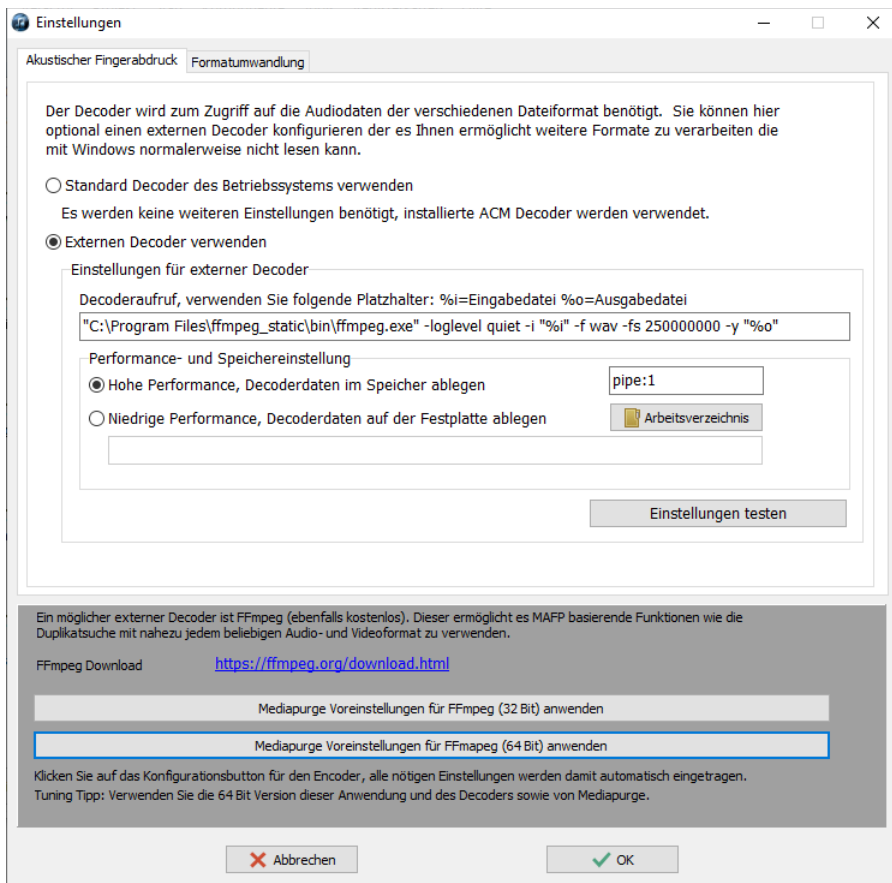 Einstellungen
Akustischer Fingerabdruck
Formatumwandlung
Der Decoder wird zum Zugriff auf die Audiodaten der verschiedenen Dateiformat benötigt. Sie können hier
optional einen externen Decoder konfigurieren der es Ihnen ermöglicht weitere Formate zu verarbeiten die
mit Windows normalerweise nicht lesen kann.
Standard Decoder des Betriebssystems verwenden
Es werden keine weiteren Einstellungen benötigt, installierte ACM Decoder werden verwendet.
Externen Decoder verwenden
Einstellungen für externer Decoder
Decoderaufruf, verwenden Sie folgende Platzhalter: %i=Eingabedatei %o=Ausgabedatei
"C:\Program Files\ffmpeg_static\bin\ffmpeg.exe" -loglevel quiet -i "%i" -f wav -fs 250000000 -y "%o"
Performance- und Speichereinstellung
Hohe Performance, Decoderdaten im Speicher ablegen
pipe:1
Niedrige Performance, Decoderdaten auf der Festplatte ablegen
Arbeitsverzeichnis
Einstellungen testen
Ein möglicher externer Decoder ist FFmpeg (ebenfalls kostenlos). Dieser ermöglicht es MAFP basierende Funktionen wie die
Duplikatsuche mit nahezu jedem beliebigen Audio- und Videoformat zu verwenden.
FFmpeg Download
https://ffmpeg.org/download.html
Mediapurge Voreinstellungen für FFmpeg (32 Bit) anwenden
Mediapurge Voreinstellungen für FFmapeg (64 Bit) anwenden
Klicken Sie auf das Konfigurationsbutton für den Encoder, alle nötigen Einstellungen werden damit automatisch eingetragen.
Tuning Tipp: Verwenden Sie die 64 Bit Version dieser Anwendung und des Decoders sowie von Mediapurge.
Abbrechen
OK